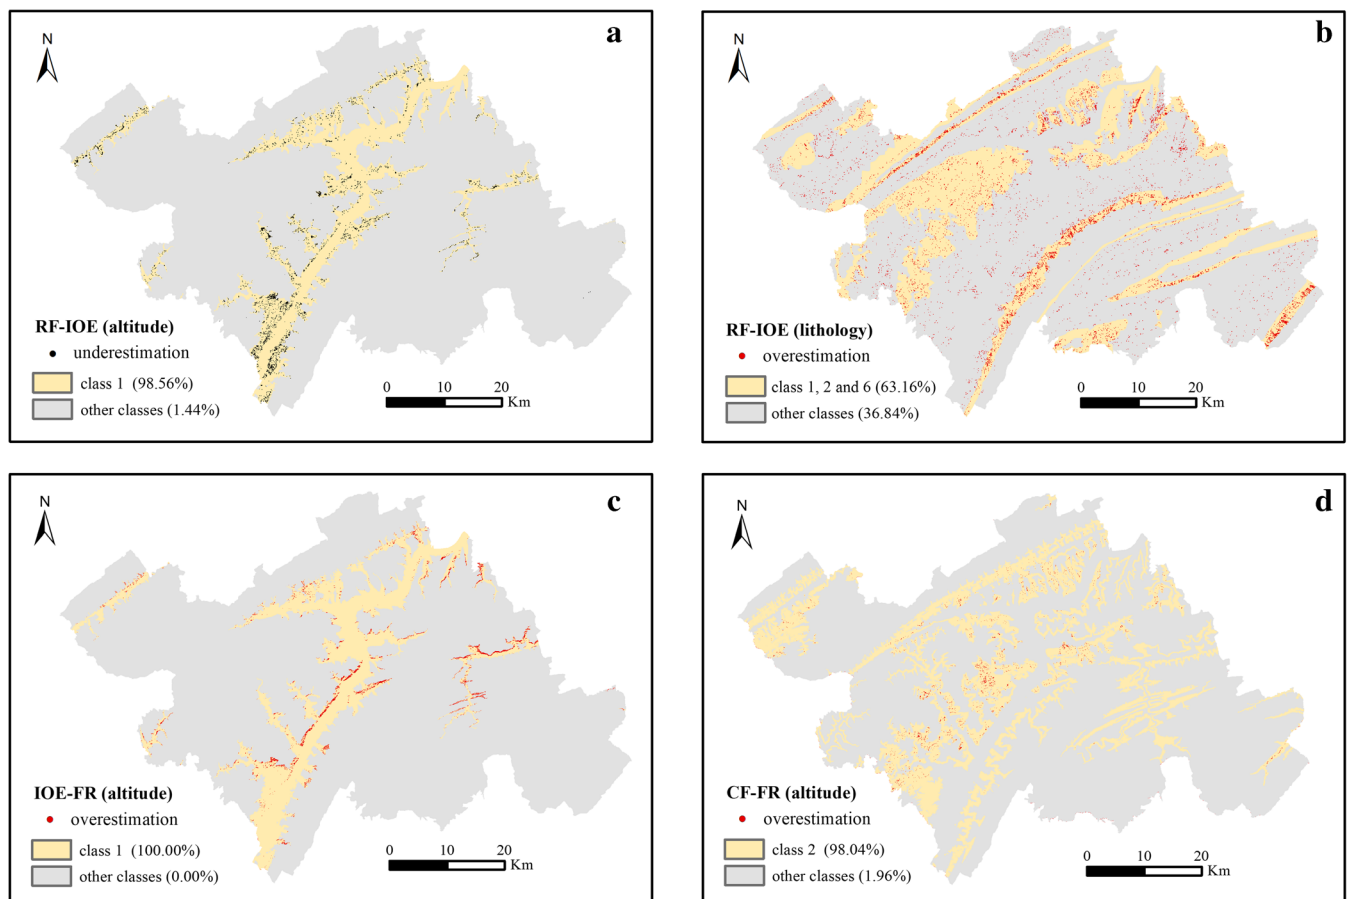 N
a
RF-IOE (altitude)
underestimation
class 1 (98.56%)
other classes (1.44%)
0 10 20
Km
N
b
RF-IOE (lithology)
overestimation
class 1, 2 and 6 (63.16%)
other classes (36.84%)
0 10 20
Km
N
c
IOE-FR (altitude)
overestimation
class 1 (100.00%)
other classes (0.00%)
0 10 20
Km
N
d
CF-FR (altitude)
overestimation
class 2 (98.04%)
other classes (1.96%)
0 10 20
Km